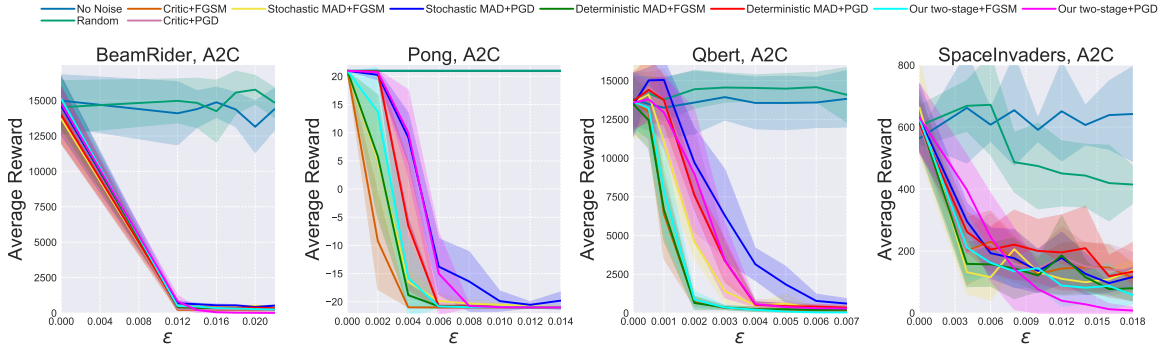 No Noise Critic+FGSM Stochastic MAD+FGSM Stochastic MAD+PGD Deterministic MAD+FGSM Deterministic MAD+PGD Our two-stage+FGSM Our two-stage+PGD
Random Critic+PGD
BeamRider, A2C
Average Reward
15000
12500
10000
7500
5000
2500
0
0.000 0.004 0.008 0.012 0.016 0.020
ε
Pong, A2C
Average Reward
20
15
10
5
0
−5
−10
−15
−20
0.000 0.002 0.004 0.006 0.008 0.010 0.012 0.014
ε
Qbert, A2C
Average Reward
15000
12500
10000
7500
5000
2500
0
0.000 0.001 0.002 0.003 0.004 0.005 0.006 0.007
ε
SpaceInvaders, A2C
Average Reward
800
600
400
200
0
0.000 0.003 0.006 0.009 0.012 0.015 0.018
ε